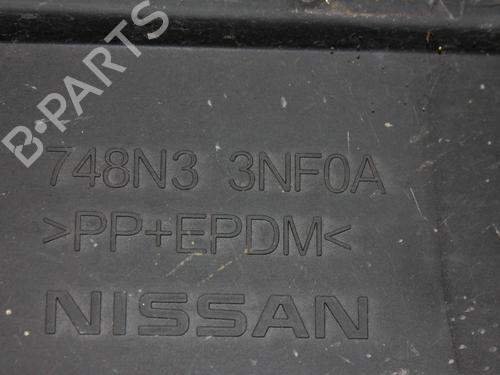 B-PARTS
748N3 3NF0A
>PP+EPDM<
NISSAN